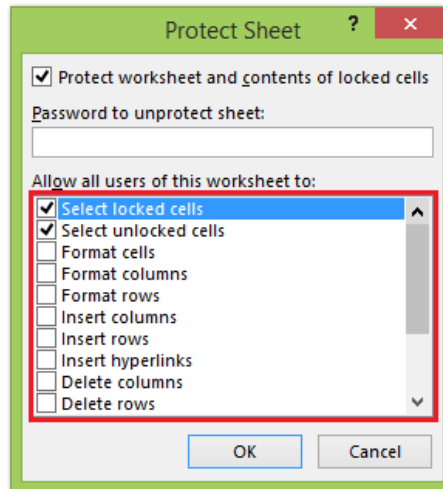 Protect Sheet ? ×
Protect worksheet and contents of locked cells
Password to unprotect sheet:
Allow all users of this worksheet to:
Select locked cells
Select unlocked cells
Format cells
Format columns
Format rows
Insert columns
Insert rows
Insert hyperlinks
Delete columns
Delete rows
OK Cancel